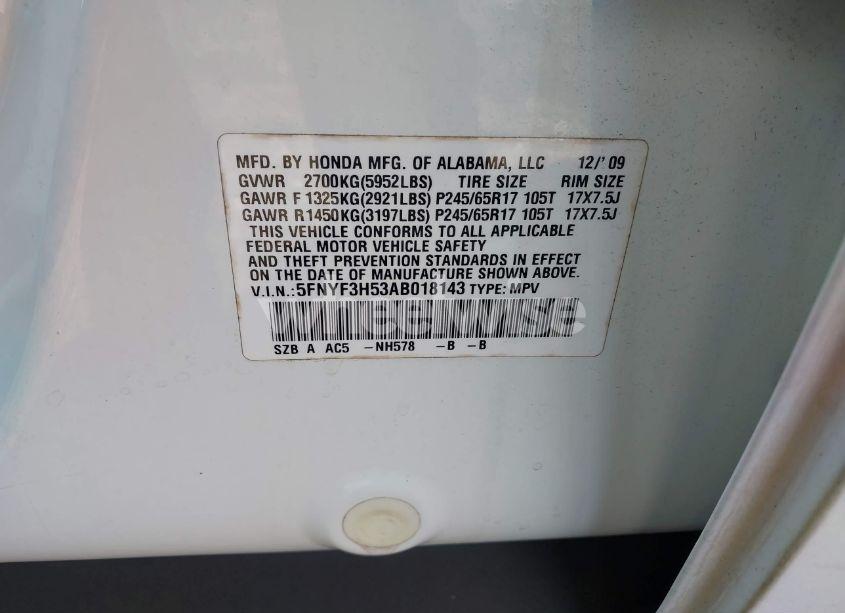 MFD. BY HONDA MFG. OF ALABAMA, LLC 12/' 09
GVWR 2700KG(5952LBS) TIRE SIZE RIM SIZE
GAWR F 1325KG(2921LBS) P245/65R17 105T 17X7.5J
GAWR R1450KG(3197LBS) P245/65R17 105T 17X7.5J
THIS VEHICLE CONFORMS TO ALL APPLICABLE
FEDERAL MOTOR VEHICLE SAFETY
AND THEFT PREVENTION STANDARDS IN EFFECT
ON THE DATE OF MANUFACTURE SHOWN ABOVE.
V.I.N.:5FNYF3H53AB018143 TYPE: MPV
SZB A AC5 -NH578 -B -B